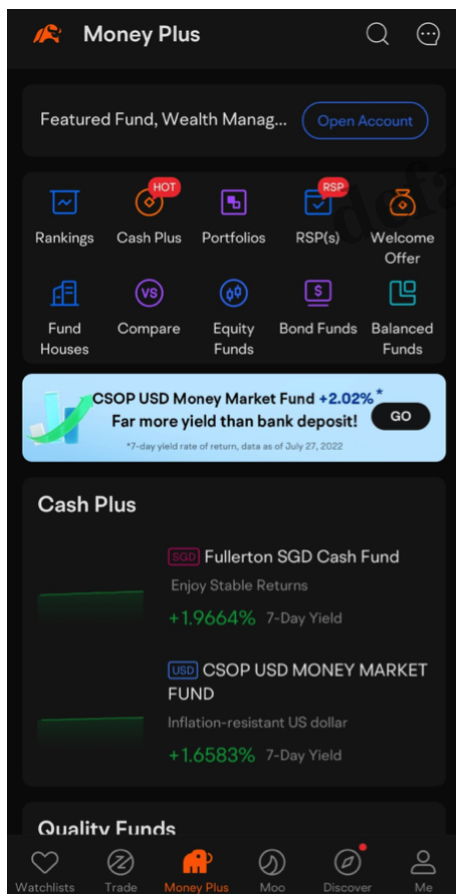 Money Plus
Featured Fund, Wealth Manag...
Open Account
HOT
RSP
Rankings
Cash Plus
Portfolios
RSP(s)
Welcome
Offer
VS
$
Fund
Houses
Compare
Equity
Funds
Bond Funds
Balanced
Funds
CSOP USD Money Market Fund +2.02%*
Far more yield than bank deposit!
GO
*7-day yield rate of return, data as of July 27, 2022
Cash Plus
SGD Fullerton SGD Cash Fund
Enjoy Stable Returns
+1.9664% 7-Day Yield
USD CSOP USD MONEY MARKET
FUND
Inflation-resistant US dollar
+1.6583% 7-Day Yield
Quality Funds
Watchlists
Trade
Money Plus
Moo
Discover
Me